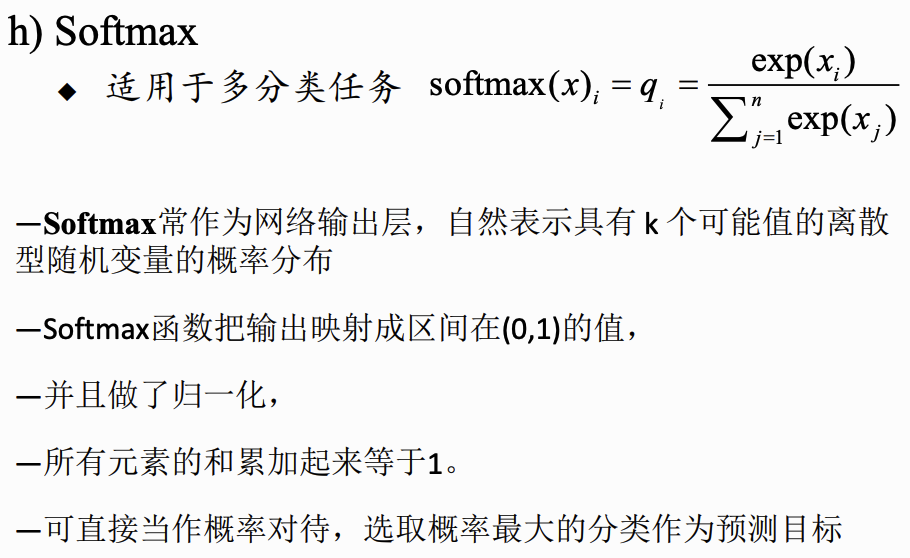 h) Softmax
◆ 适用于多分类任务 softmax(x)_i = q_i = exp(x_i) / ∑_{j=1}^{n} exp(x_j)
—Softmax常作为网络输出层，自然表示具有 k 个可能值的离散
型随机变量的概率分布
—Softmax函数把输出映射成区间在(0,1)的值，
—并且做了归一化，
—所有元素的和累加起来等于1。
—可直接当作概率对待，选取概率最大的分类作为预测目标